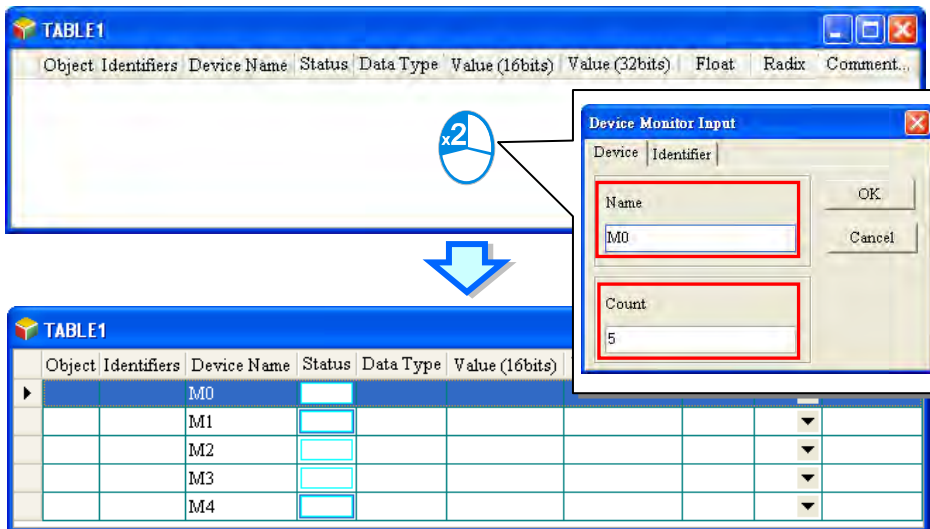 TABLE1
Object Identifiers Device Name Status Data Type Value (16bits) Value (32bits) Float Radix Comment...
x2
Device Monitor Input
Device Identifier
Name
M0
OK
Cancel
Count
5
TABLE1
Object Identifiers Device Name Status Data Type Value (16bits)
M0
M1
M2
M3
M4